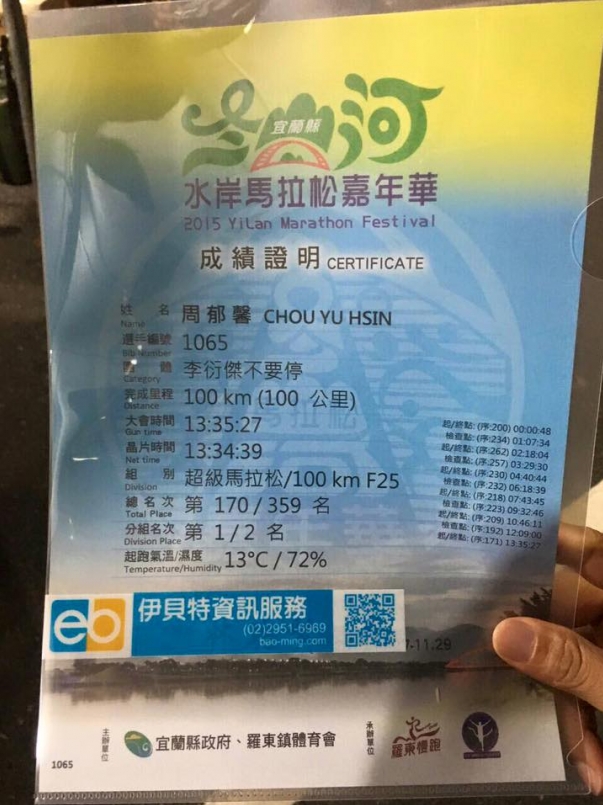 冬山河
宜蘭縣
水岸馬拉松嘉年華
2015 YiLan Marathon Festival
成績證明 CERTIFICATE
姓名 周郁馨 CHOU YU HSIN
Name
選手編號 1065
Bib Number
團體 李衍傑不要停
Category
完成里程 100 km (100 公里)
Distance
大會時間 13:35:27
Gun time
晶片時間 13:34:39
Net time
組別 超級馬拉松/100 km F25
Division
總名次 第 170 / 359 名
Total Place
分組名次 第 1 / 2 名
Division Place
起跑氣溫/濕度 13°C / 72%
Temperature/Humidity
起/終點: (序:200) 00:00:48
檢查點: (序:234) 01:07:34
起/終點: (序:262) 02:18:04
檢查點: (序:257) 03:29:30
起/終點: (序:230) 04:40:44
檢查點: (序:232) 06:18:39
起/終點: (序:218) 07:43:45
檢查點: (序:223) 09:32:46
起/終點: (序:209) 10:46:11
檢查點: (序:192) 12:09:00
起/終點: (序:171) 13:35:27
eb 伊貝特資訊服務
(02)2951-6969
bao-ming.com
11.29
主辦單位 宜蘭縣政府、羅東鎮體育會
承辦單位 羅東慢跑
1065